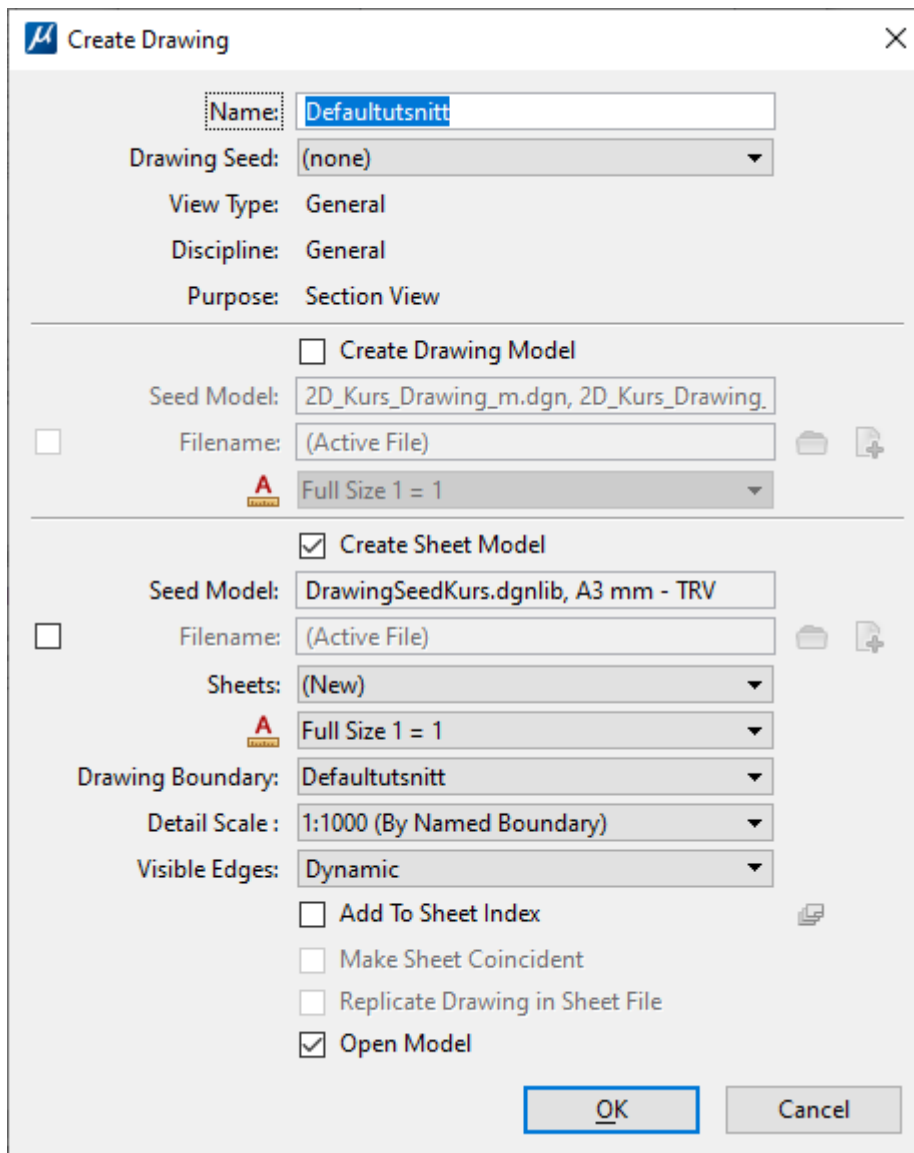 Create Drawing
Name: Defaultutsnitt
Drawing Seed: (none)
View Type: General
Discipline: General
Purpose: Section View
Create Drawing Model
Seed Model: 2D_Kurs_Drawing_m.dgn, 2D_Kurs_Drawing_
Filename: (Active File)
A Full Size 1 = 1
Create Sheet Model
Seed Model: DrawingSeedKurs.dgnlib, A3 mm - TRV
Filename: (Active File)
Sheets: (New)
A Full Size 1 = 1
Drawing Boundary: Defaultutsnitt
Detail Scale : 1:1000 (By Named Boundary)
Visible Edges: Dynamic
Add To Sheet Index
Make Sheet Coincident
Replicate Drawing in Sheet File
Open Model
OK Cancel